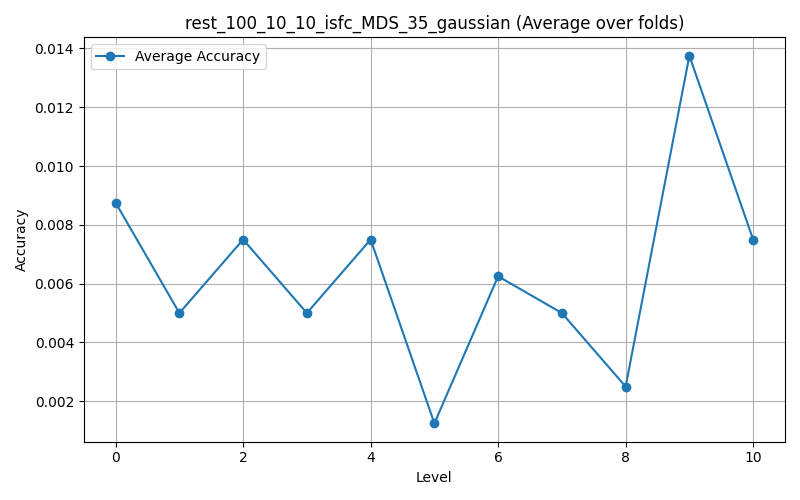 rest_100_10_10_isfc_MDS_35_gaussian (Average over folds)
Average Accuracy
0.014
0.012
0.010
0.008
0.006
0.004
0.002
Accuracy
0 2 4 6 8 10
Level